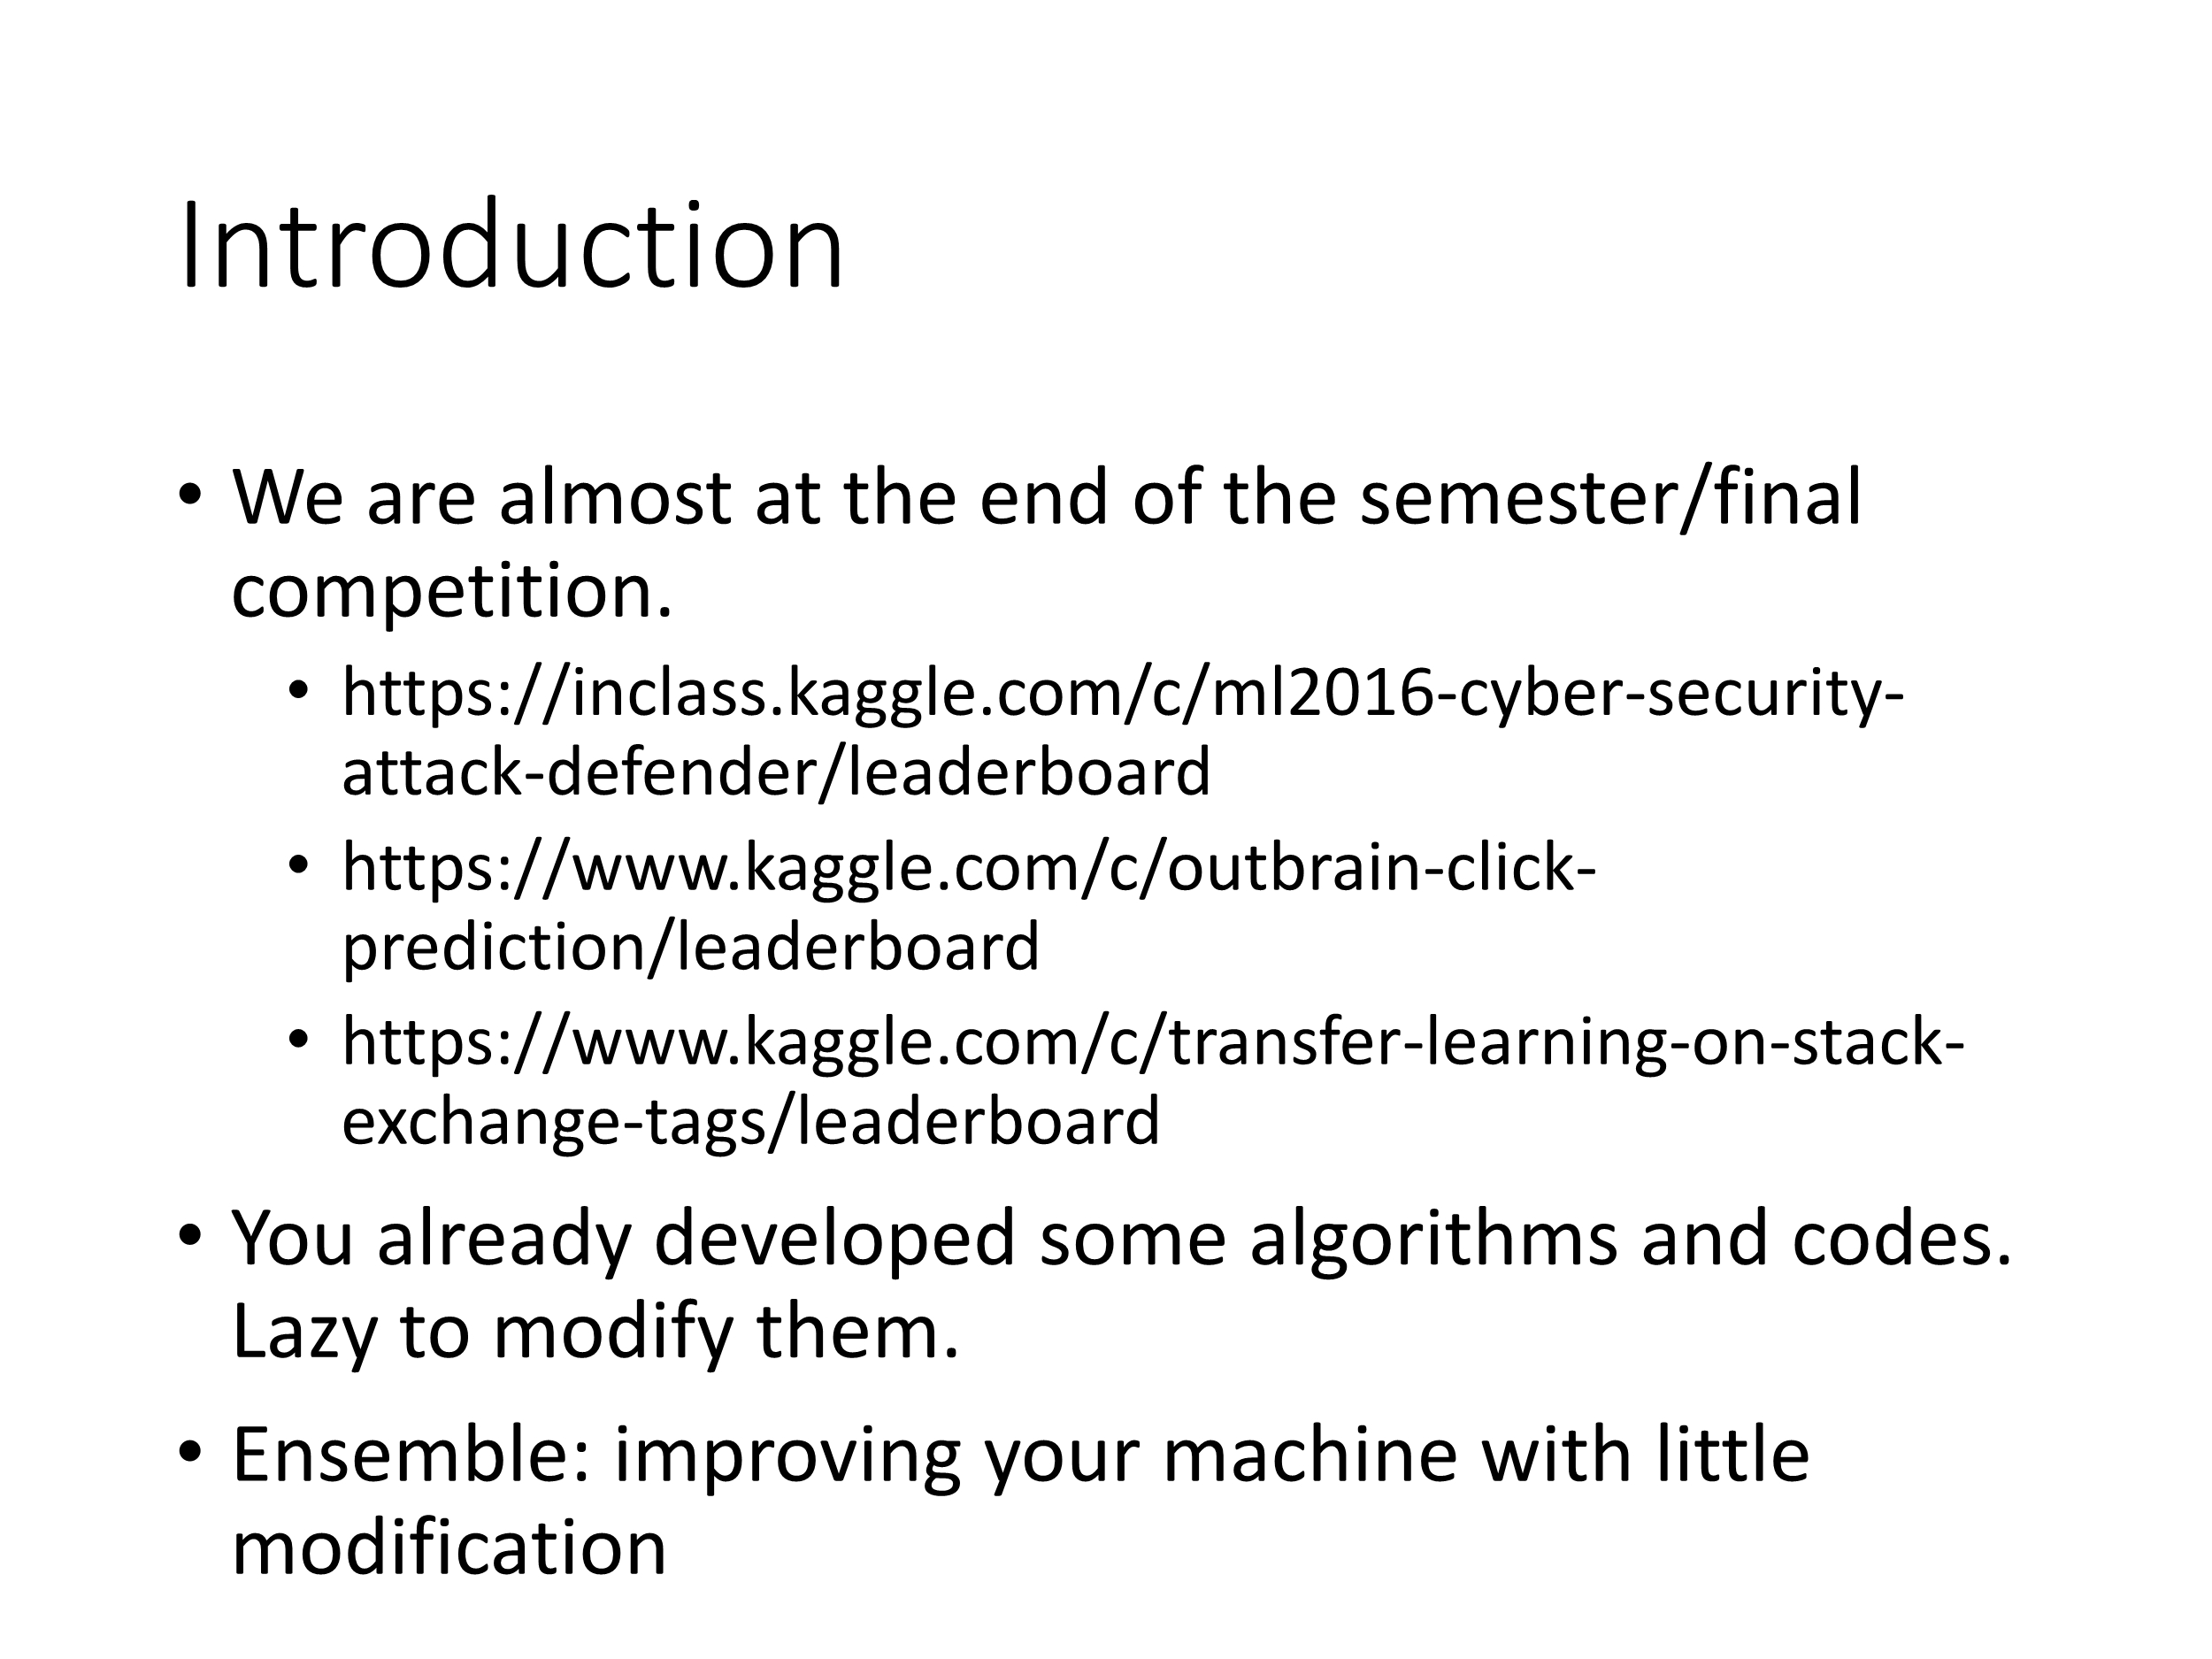 Introduction
• We are almost at the end of the semester/final
competition.
• https://inclass.kaggle.com/c/ml2016-cyber-security-
attack-defender/leaderboard
• https://www.kaggle.com/c/outbrain-click-
prediction/leaderboard
• https://www.kaggle.com/c/transfer-learning-on-stack-
exchange-tags/leaderboard
• You already developed some algorithms and codes.
Lazy to modify them.
• Ensemble: improving your machine with little
modification